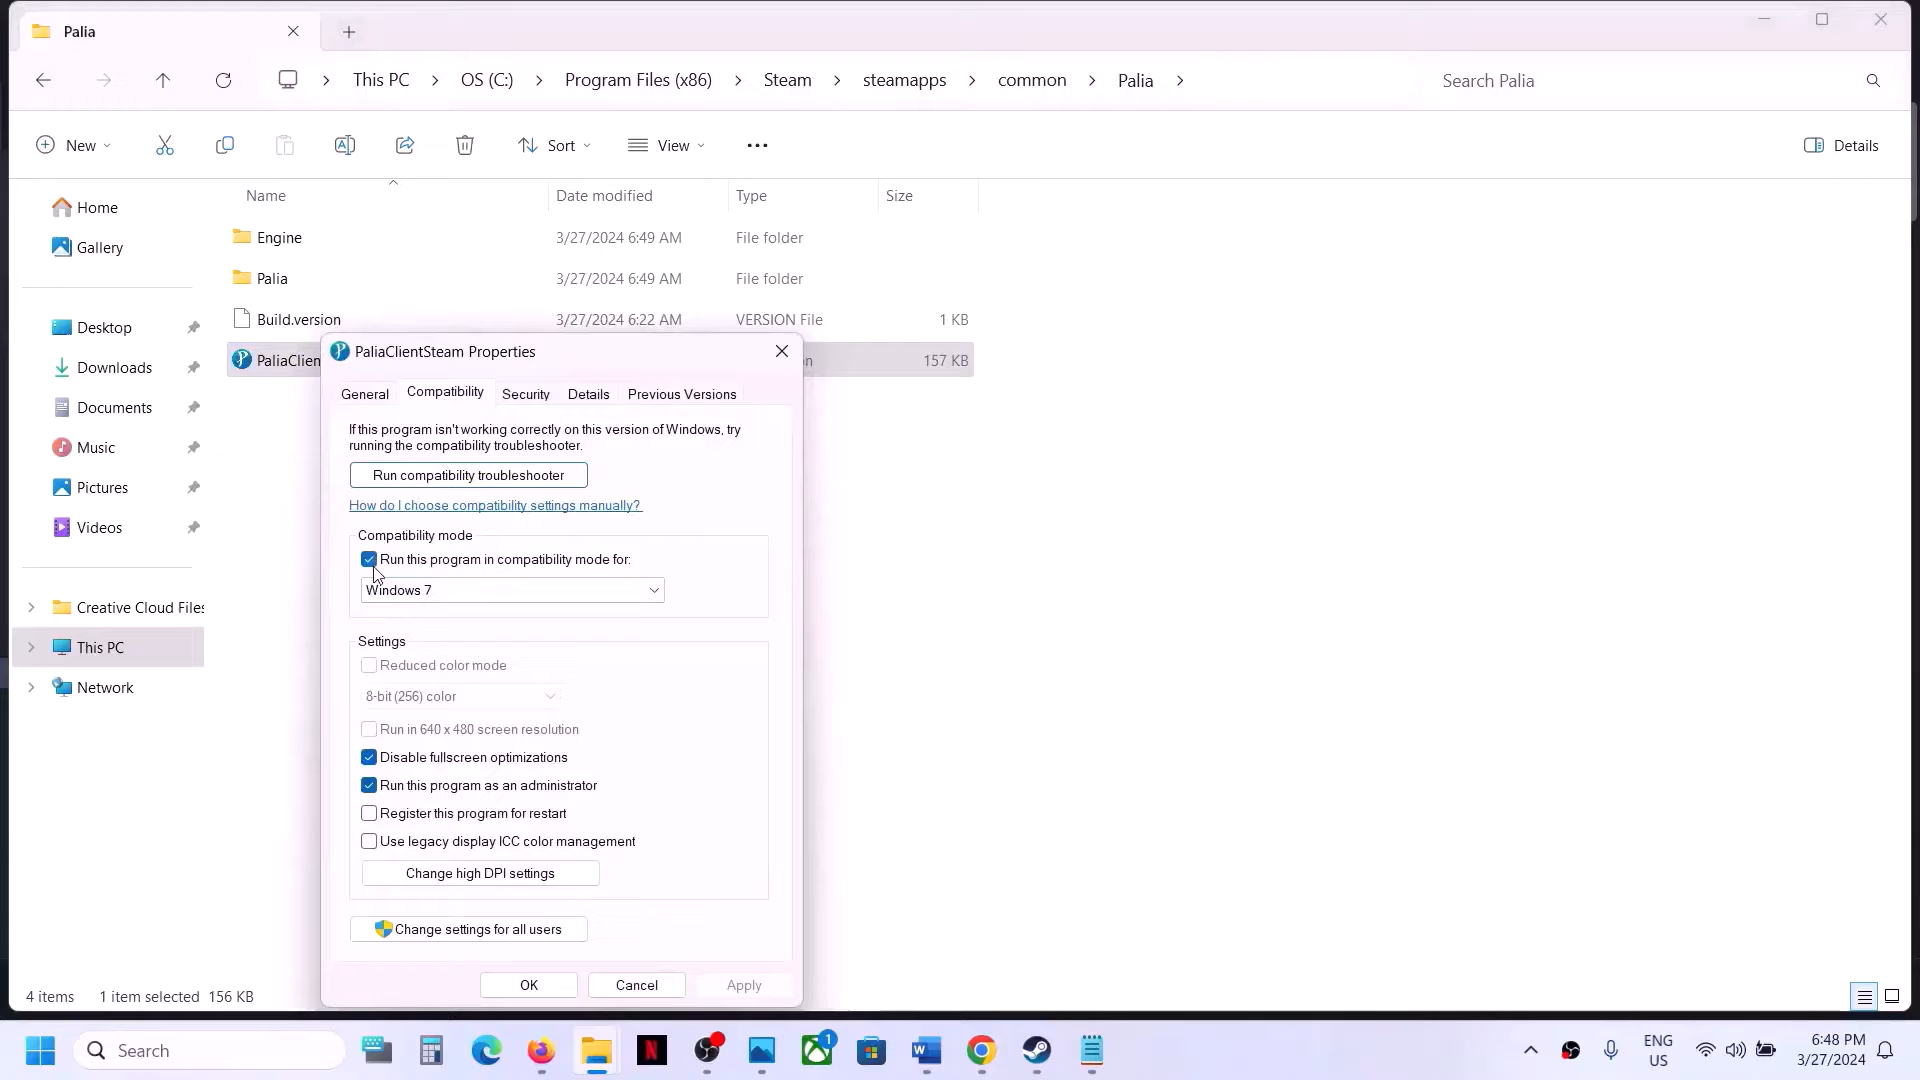 Palia
This PC
OS (C:)
Program Files (x86)
Steam
steamapps
common
Palia
Search Palia
New
Sort
View
Details
Name
Date modified
Type
Size
Home
Gallery
Desktop
Downloads
Documents
Music
Pictures
Videos
Creative Cloud Files
This PC
Network
Engine
3/27/2024 6:49 AM
File folder
Palia
3/27/2024 6:49 AM
File folder
Build.version
3/27/2024 6:22 AM
VERSION File
1 KB
PaliaClien
n
157 KB
PaliaClientSteam Properties
General
Compatibility
Security
Details
Previous Versions
If this program isn't working correctly on this version of Windows, try
running the compatibility troubleshooter.
Run compatibility troubleshooter
How do I choose compatibility settings manually?
Compatibility mode
Run this program in compatibility mode for:
Windows 7
Settings
Reduced color mode
8-bit (256) color
Run in 640 x 480 screen resolution
Disable fullscreen optimizations
Run this program as an administrator
Register this program for restart
Use legacy display ICC color management
Change high DPI settings
Change settings for all users
OK
Cancel
Apply
4 items
1 item selected
156 KB
Search
N
1
W
ENG
US
6:48 PM
3/27/2024